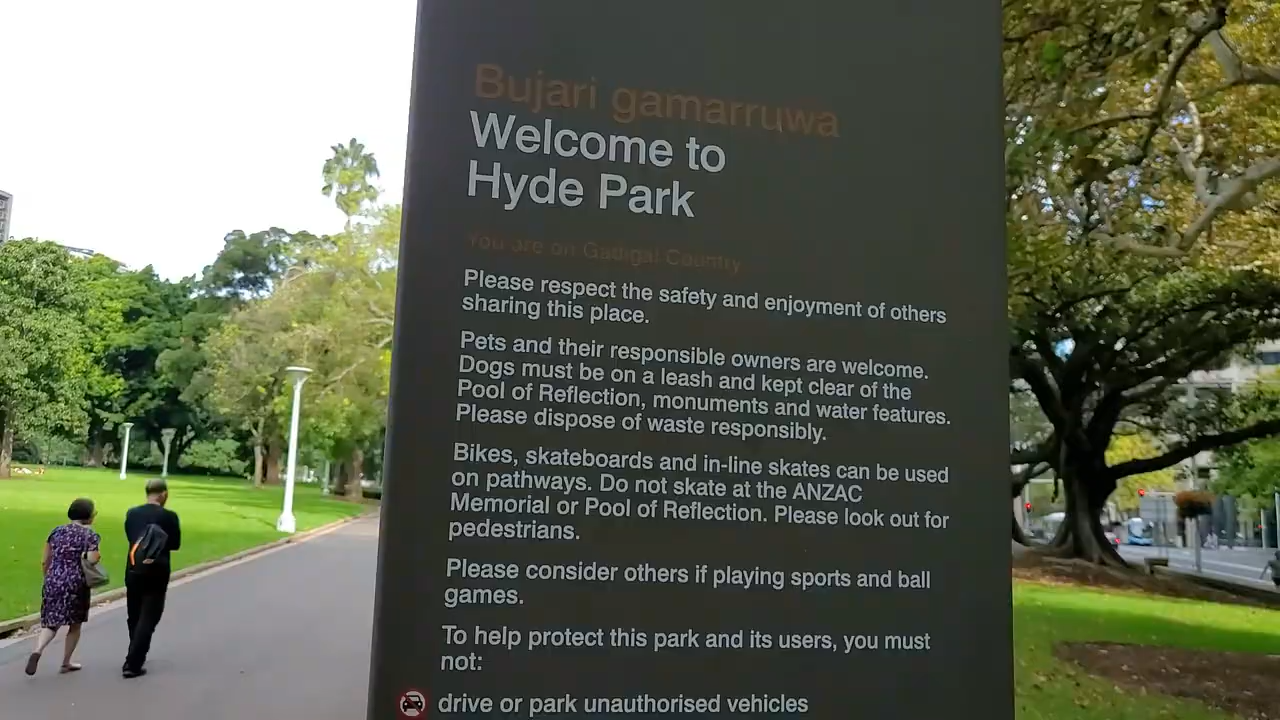 Bujari gamarruwa
Welcome to
Hyde Park
You are on Gadigal Country
Please respect the safety and enjoyment of others
sharing this place.
Pets and their responsible owners are welcome.
Dogs must be on a leash and kept clear of the
Pool of Reflection, monuments and water features.
Please dispose of waste responsibly.
Bikes, skateboards and in-line skates can be used
on pathways. Do not skate at the ANZAC
Memorial or Pool of Reflection. Please look out for
pedestrians.
Please consider others if playing sports and ball
games.
To help protect this park and its users, you must
not:
drive or park unauthorised vehicles